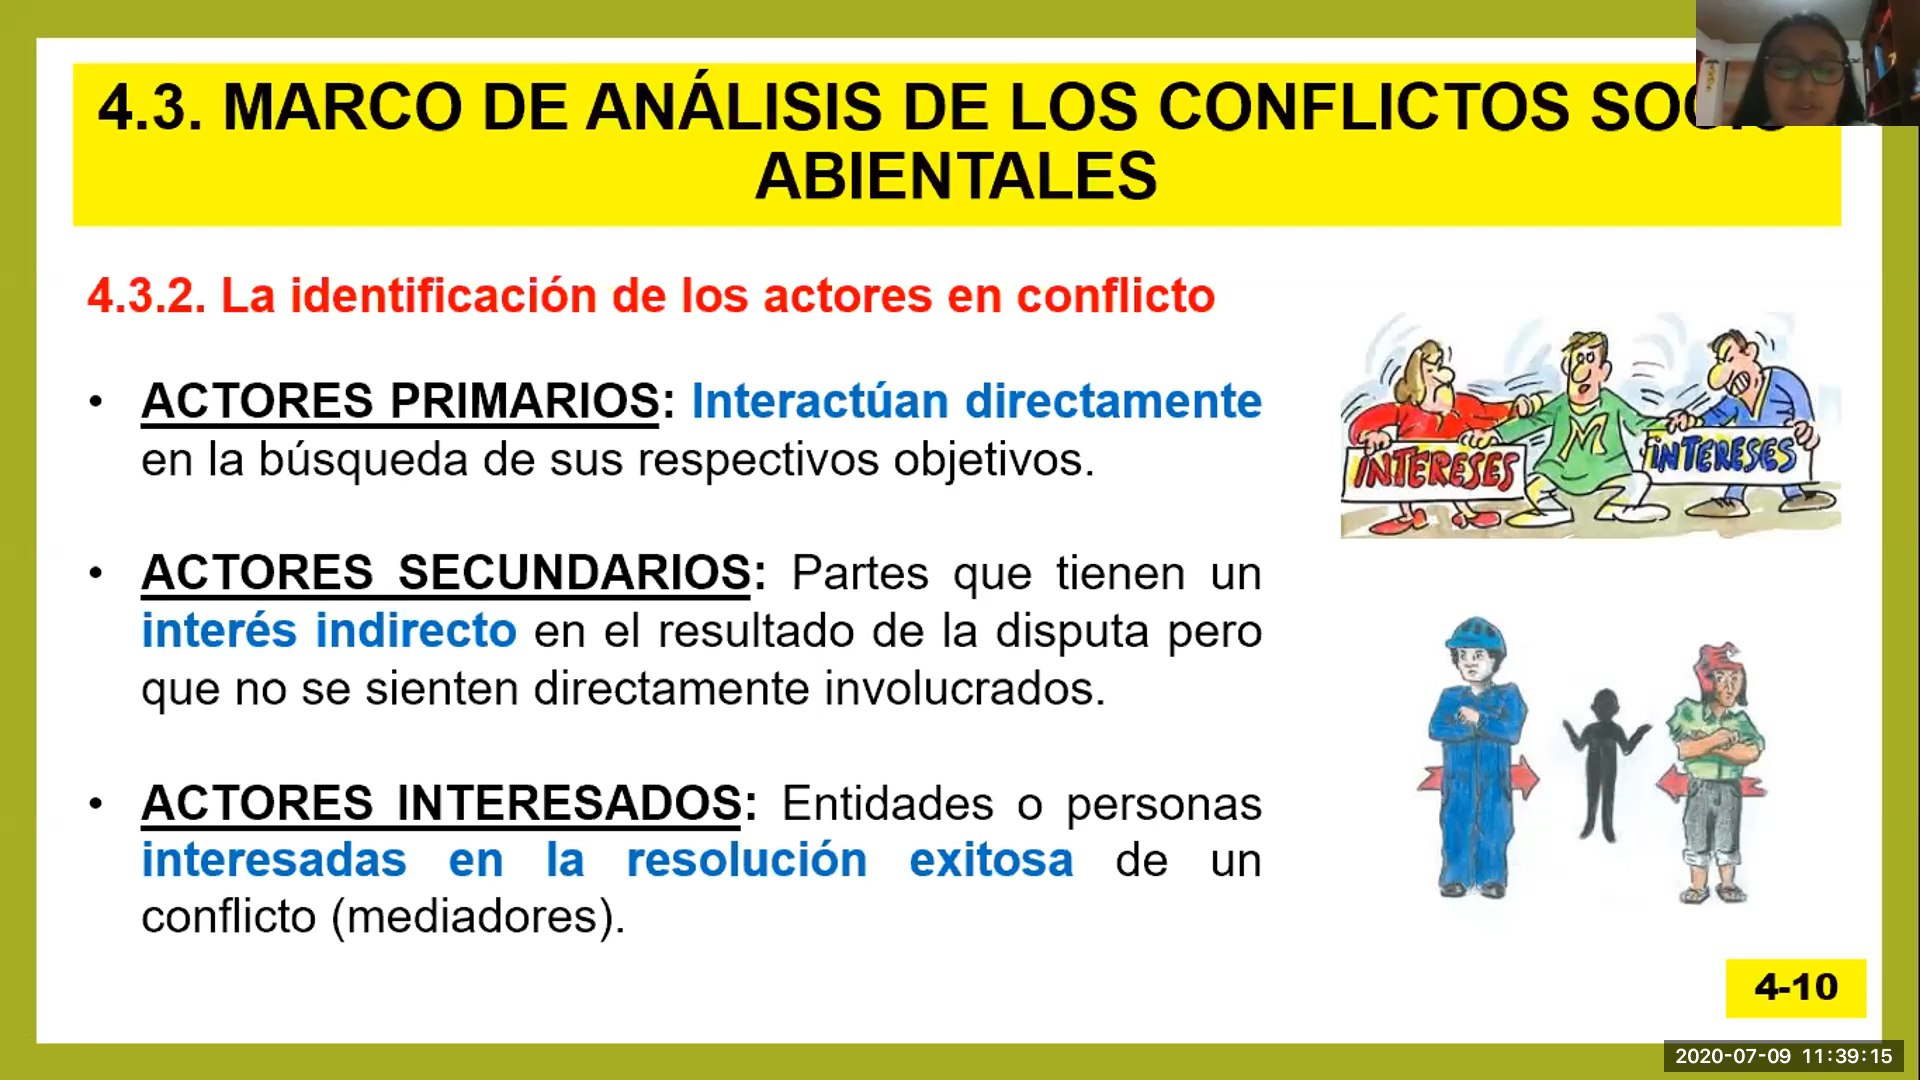 4.3. MARCO DE ANÁLISIS DE LOS CONFLICTOS SOCIO
ABIENTALES
4.3.2. La identificación de los actores en conflicto
• ACTORES PRIMARIOS: Interactúan directamente
en la búsqueda de sus respectivos objetivos.
INTERESES
INTERESES
M
• ACTORES SECUNDARIOS: Partes que tienen un
interés indirecto en el resultado de la disputa pero
que no se sienten directamente involucrados.
• ACTORES INTERESADOS: Entidades o personas
interesadas en la resolución exitosa de un
conflicto (mediadores).
4-10
2020-07-09 11:39:15